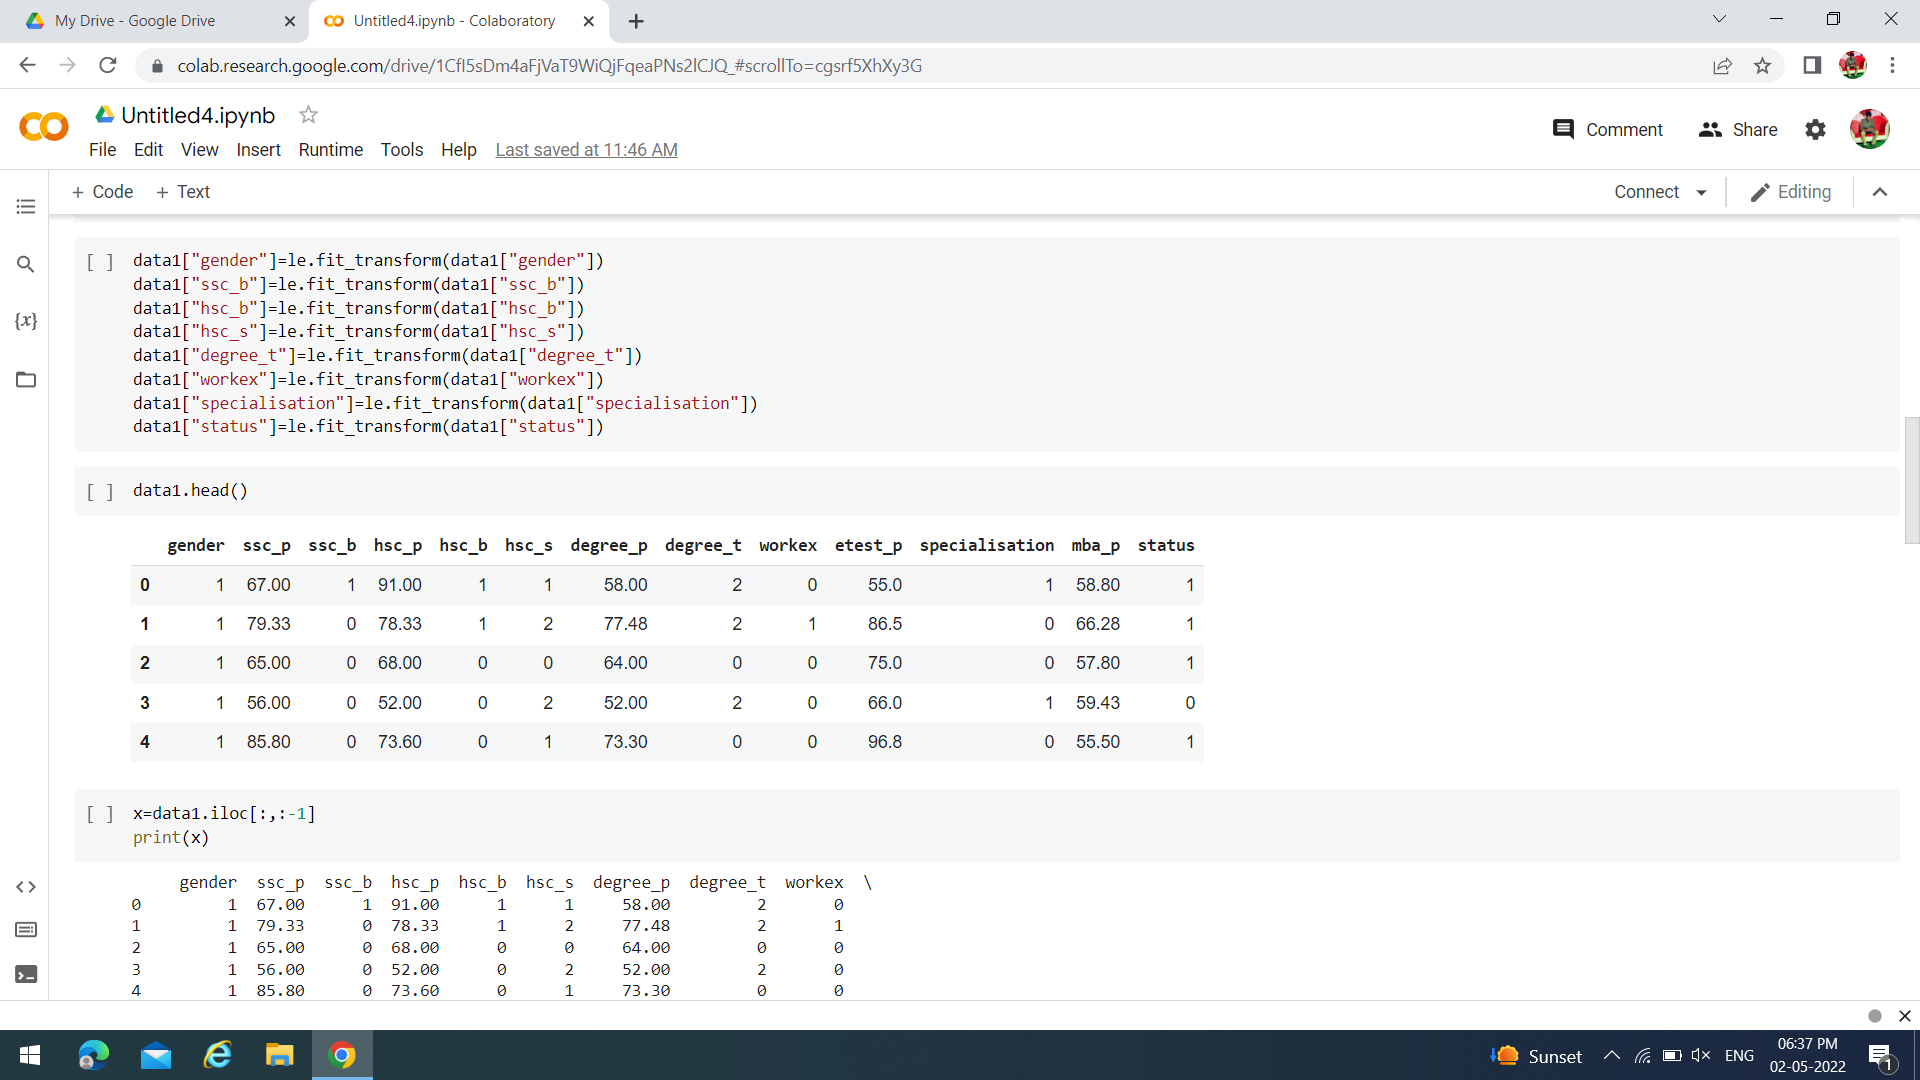 My Drive - Google Drive
Untitled4.ipynb - Colaboratory
colab.research.google.com/drive/1CfI5sDm4aFjVaT9WiQjFqeaPNs2lCJQ_#scrollTo=cgsrf5XhXy3G
Untitled4.ipynb
File Edit View Insert Runtime Tools Help Last saved at 11:46 AM
Comment Share
+ Code + Text
Connect Editing
[ ] data1["gender"]=le.fit_transform(data1["gender"])
data1["ssc_b"]=le.fit_transform(data1["ssc_b"])
data1["hsc_b"]=le.fit_transform(data1["hsc_b"])
data1["hsc_s"]=le.fit_transform(data1["hsc_s"])
data1["degree_t"]=le.fit_transform(data1["degree_t"])
data1["workex"]=le.fit_transform(data1["workex"])
data1["specialisation"]=le.fit_transform(data1["specialisation"])
data1["status"]=le.fit_transform(data1["status"])
[ ] data1.head()
gender ssc_p ssc_b hsc_p hsc_b hsc_s degree_p degree_t workex etest_p specialisation mba_p status
0 1 67.00 1 91.00 1 1 58.00 2 0 55.0 1 58.80 1
1 1 79.33 0 78.33 1 2 77.48 2 1 86.5 0 66.28 1
2 1 65.00 0 68.00 0 0 64.00 0 0 75.0 0 57.80 1
3 1 56.00 0 52.00 0 2 52.00 2 0 66.0 1 59.43 0
4 1 85.80 0 73.60 0 1 73.30 0 0 96.8 0 55.50 1
[ ] x=data1.iloc[:,:-1]
print(x)
gender ssc_p ssc_b hsc_p hsc_b hsc_s degree_p degree_t workex \
0 1 67.00 1 91.00 1 1 58.00 2 0
1 1 79.33 0 78.33 1 2 77.48 2 1
2 1 65.00 0 68.00 0 0 64.00 0 0
3 1 56.00 0 52.00 0 2 52.00 2 0
4 1 85.80 0 73.60 0 1 73.30 0 0
{x}
Sunset
ENG
06:37 PM
02-05-2022
1